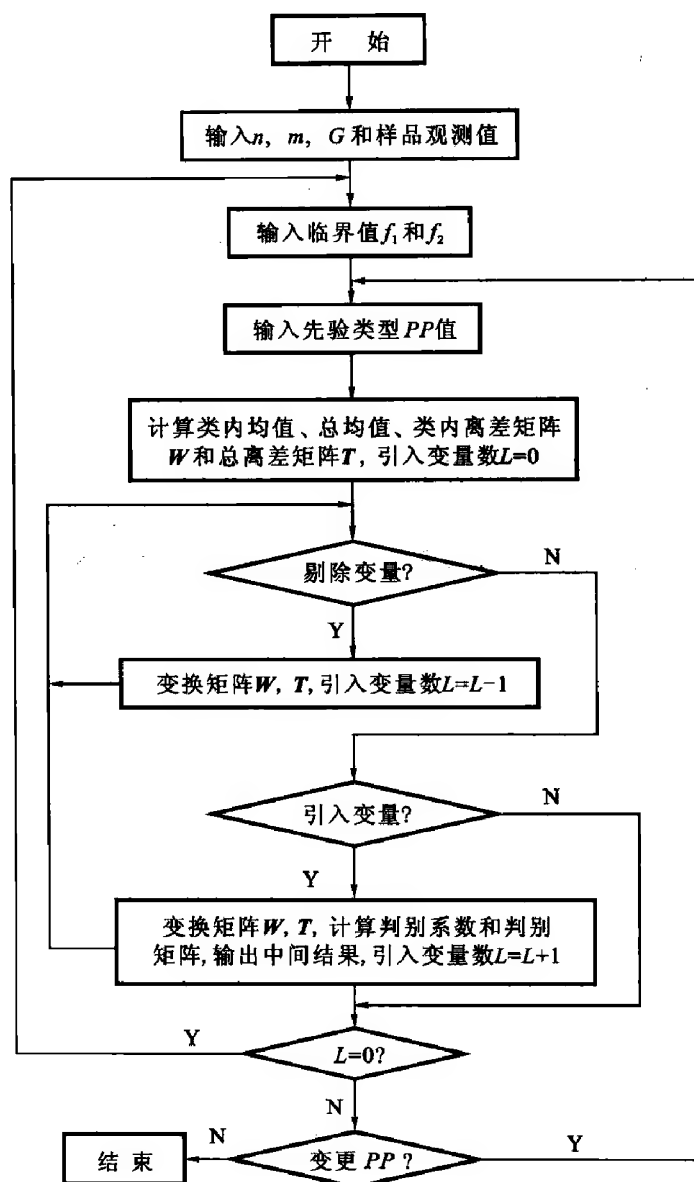 开 始
输入n, m, G和样品观测值
输入临界值f₁和f₂
输入先验类型PP值
计算类内均值、总均值、类内离差矩阵
W和总离差矩阵T, 引入变量数L=0
剔除变量?
N
Y
变换矩阵W, T,引入变量数L=L-1
引入变量?
N
Y
变换矩阵W, T, 计算判别系数和判别
矩阵,输出中间结果,引入变量数L=L+1
Y
L=0?
N
N
变更PP?
Y
结 束